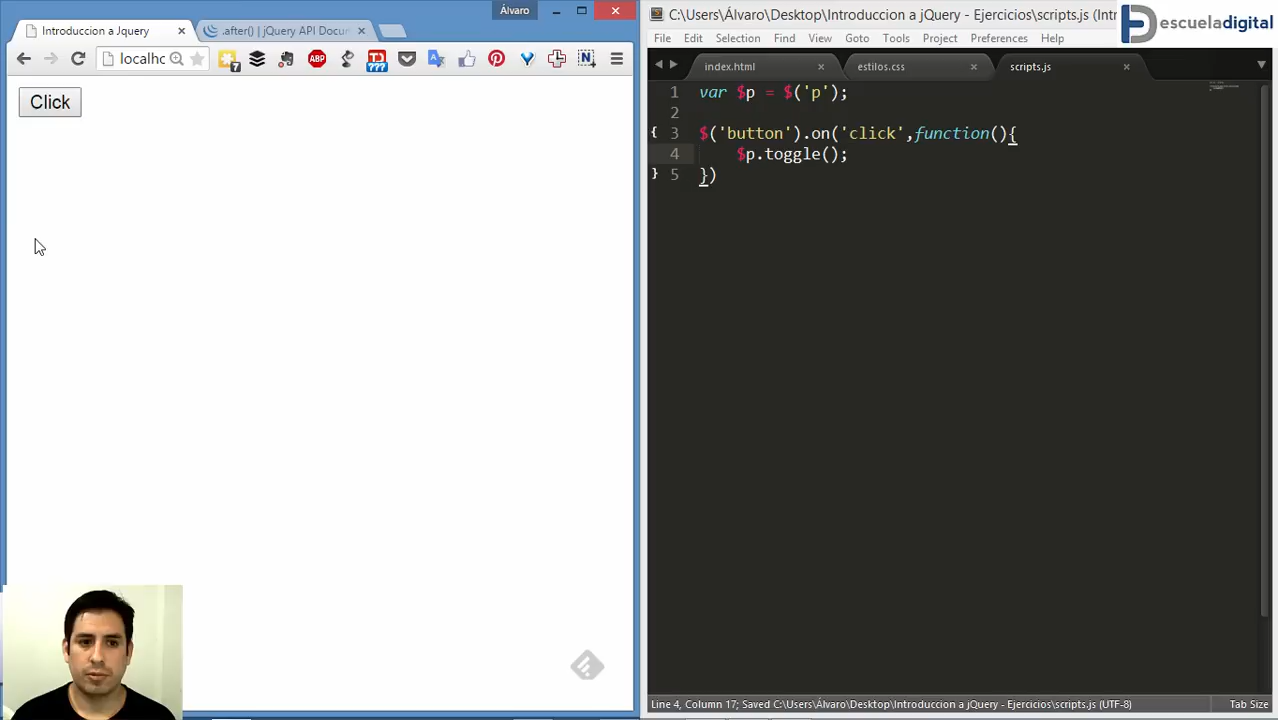 Álvaro
Introduccion a Jquery
.after() | jQuery API Docum
localhc
7
ABP
???
N
Click
C:\Users\Álvaro\Desktop\Introduccion a jQuery - Ejercicios\scripts.js (Intr
escueladigital
File Edit Selection Find View Goto Tools Project Preferences Help
index.html
estilos.css
scripts.js
1 var $p = $('p');
2
{ 3 $('button').on('click',function(){
4 $p.toggle();
} 5 })
Line 4, Column 17; Saved C:\Users\Álvaro\Desktop\Introduccion a jQuery - Ejercicios\scripts.js (UTF-8)
Tab Size